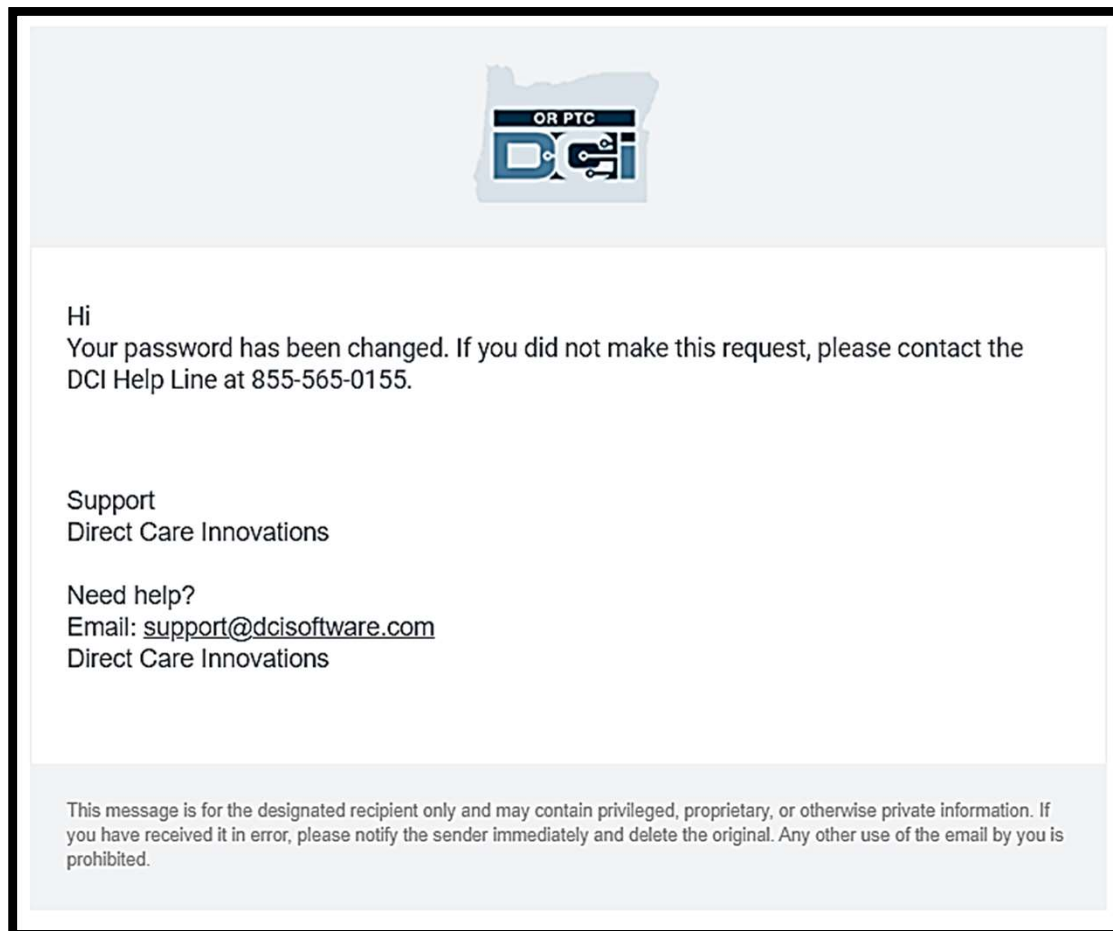 OR PTC
DCi
Hi
Your password has been changed. If you did not make this request, please contact the
DCI Help Line at 855-565-0155.
Support
Direct Care Innovations
Need help?
Email: support@dcisoftware.com
Direct Care Innovations
This message is for the designated recipient only and may contain privileged, proprietary, or otherwise private information. If
you have received it in error, please notify the sender immediately and delete the original. Any other use of the email by you is
prohibited.